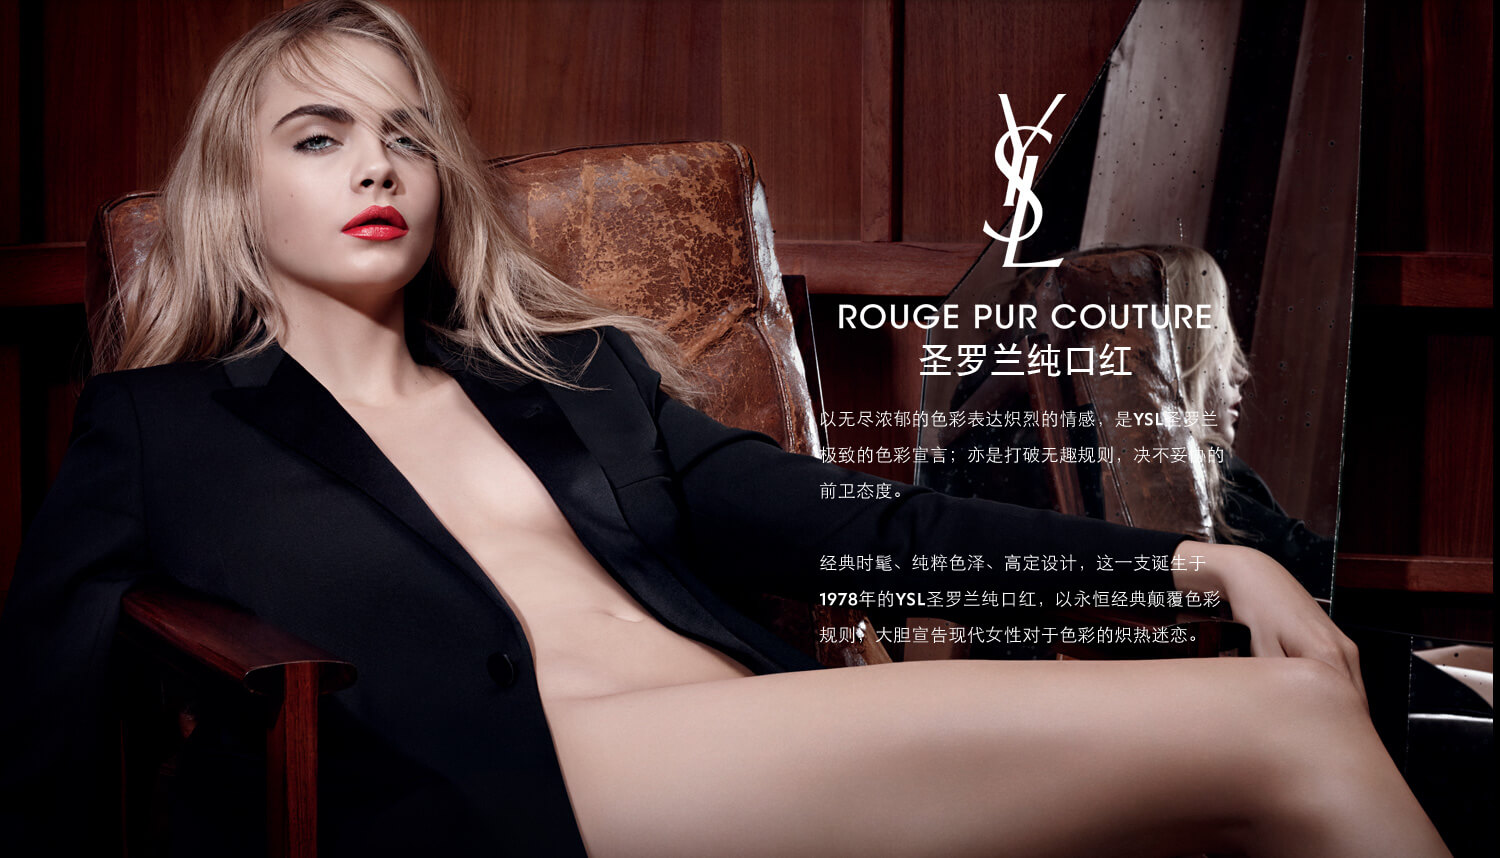 YSL
ROUGE PUR COUTURE
圣罗兰纯口红
以无尽浓郁的色彩表达炽烈的情感，是YSL圣罗兰
极致的色彩宣言；亦是打破无趣规则，决不妥协的
前卫态度。
经典时髦、纯粹色泽、高定设计，这一支诞生于
1978年的YSL圣罗兰纯口红，以永恒经典颠覆色彩
规则，大胆宣告现代女性对于色彩的炽热迷恋。